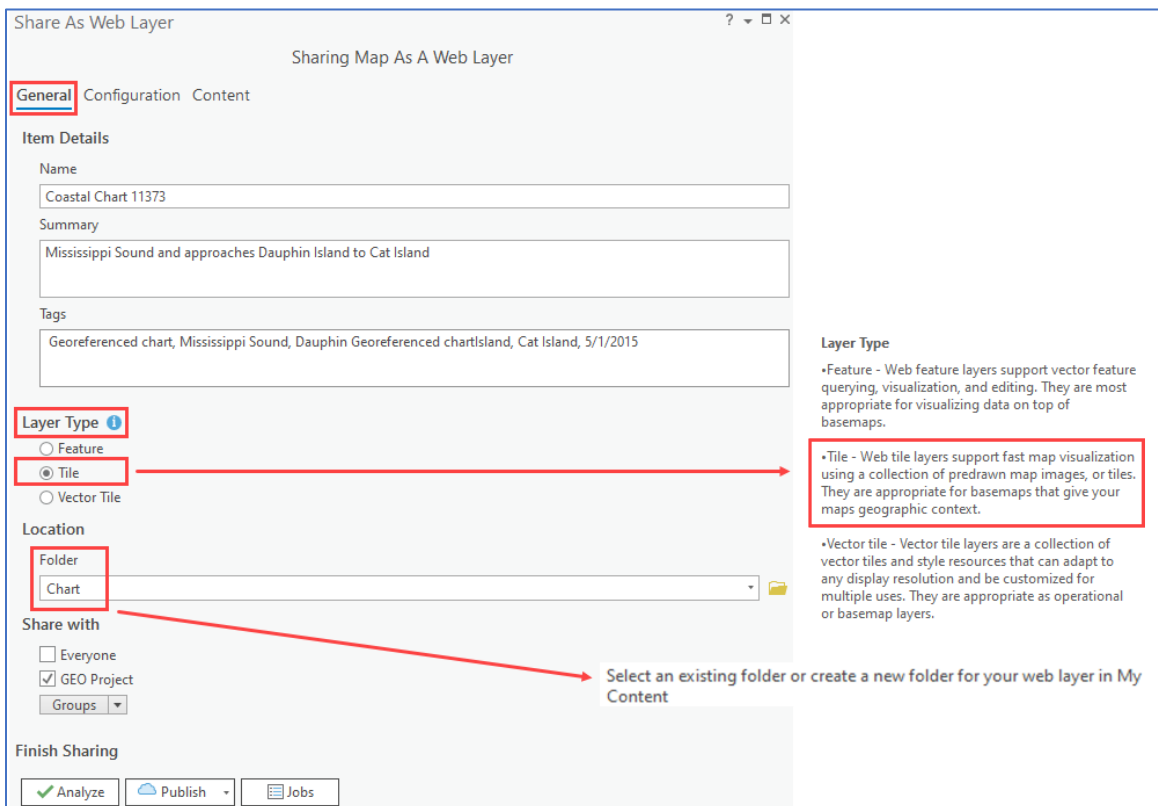 Share As Web Layer
?
Sharing Map As A Web Layer
General Configuration Content
Item Details
Name
Coastal Chart 11373
Summary
Mississippi Sound and approaches Dauphin Island to Cat Island
Tags
Georeferenced chart, Mississippi Sound, Dauphin Georeferenced chartIsland, Cat Island, 5/1/2015
Layer Type
Feature
Tile
Vector Tile
Location
Folder
Chart
Share with
Everyone
GEO Project
Groups
Finish Sharing
Analyze Publish Jobs
Layer Type
•Feature - Web feature layers support vector feature
querying, visualization, and editing. They are most
appropriate for visualizing data on top of
basemaps.
•Tile - Web tile layers support fast map visualization
using a collection of predrawn map images, or tiles.
They are appropriate for basemaps that give your
maps geographic context.
•Vector tile - Vector tile layers are a collection of
vector tiles and style resources that can adapt to
any display resolution and be customized for
multiple uses. They are appropriate as operational
or basemap layers.
Select an existing folder or create a new folder for your web layer in My
Content